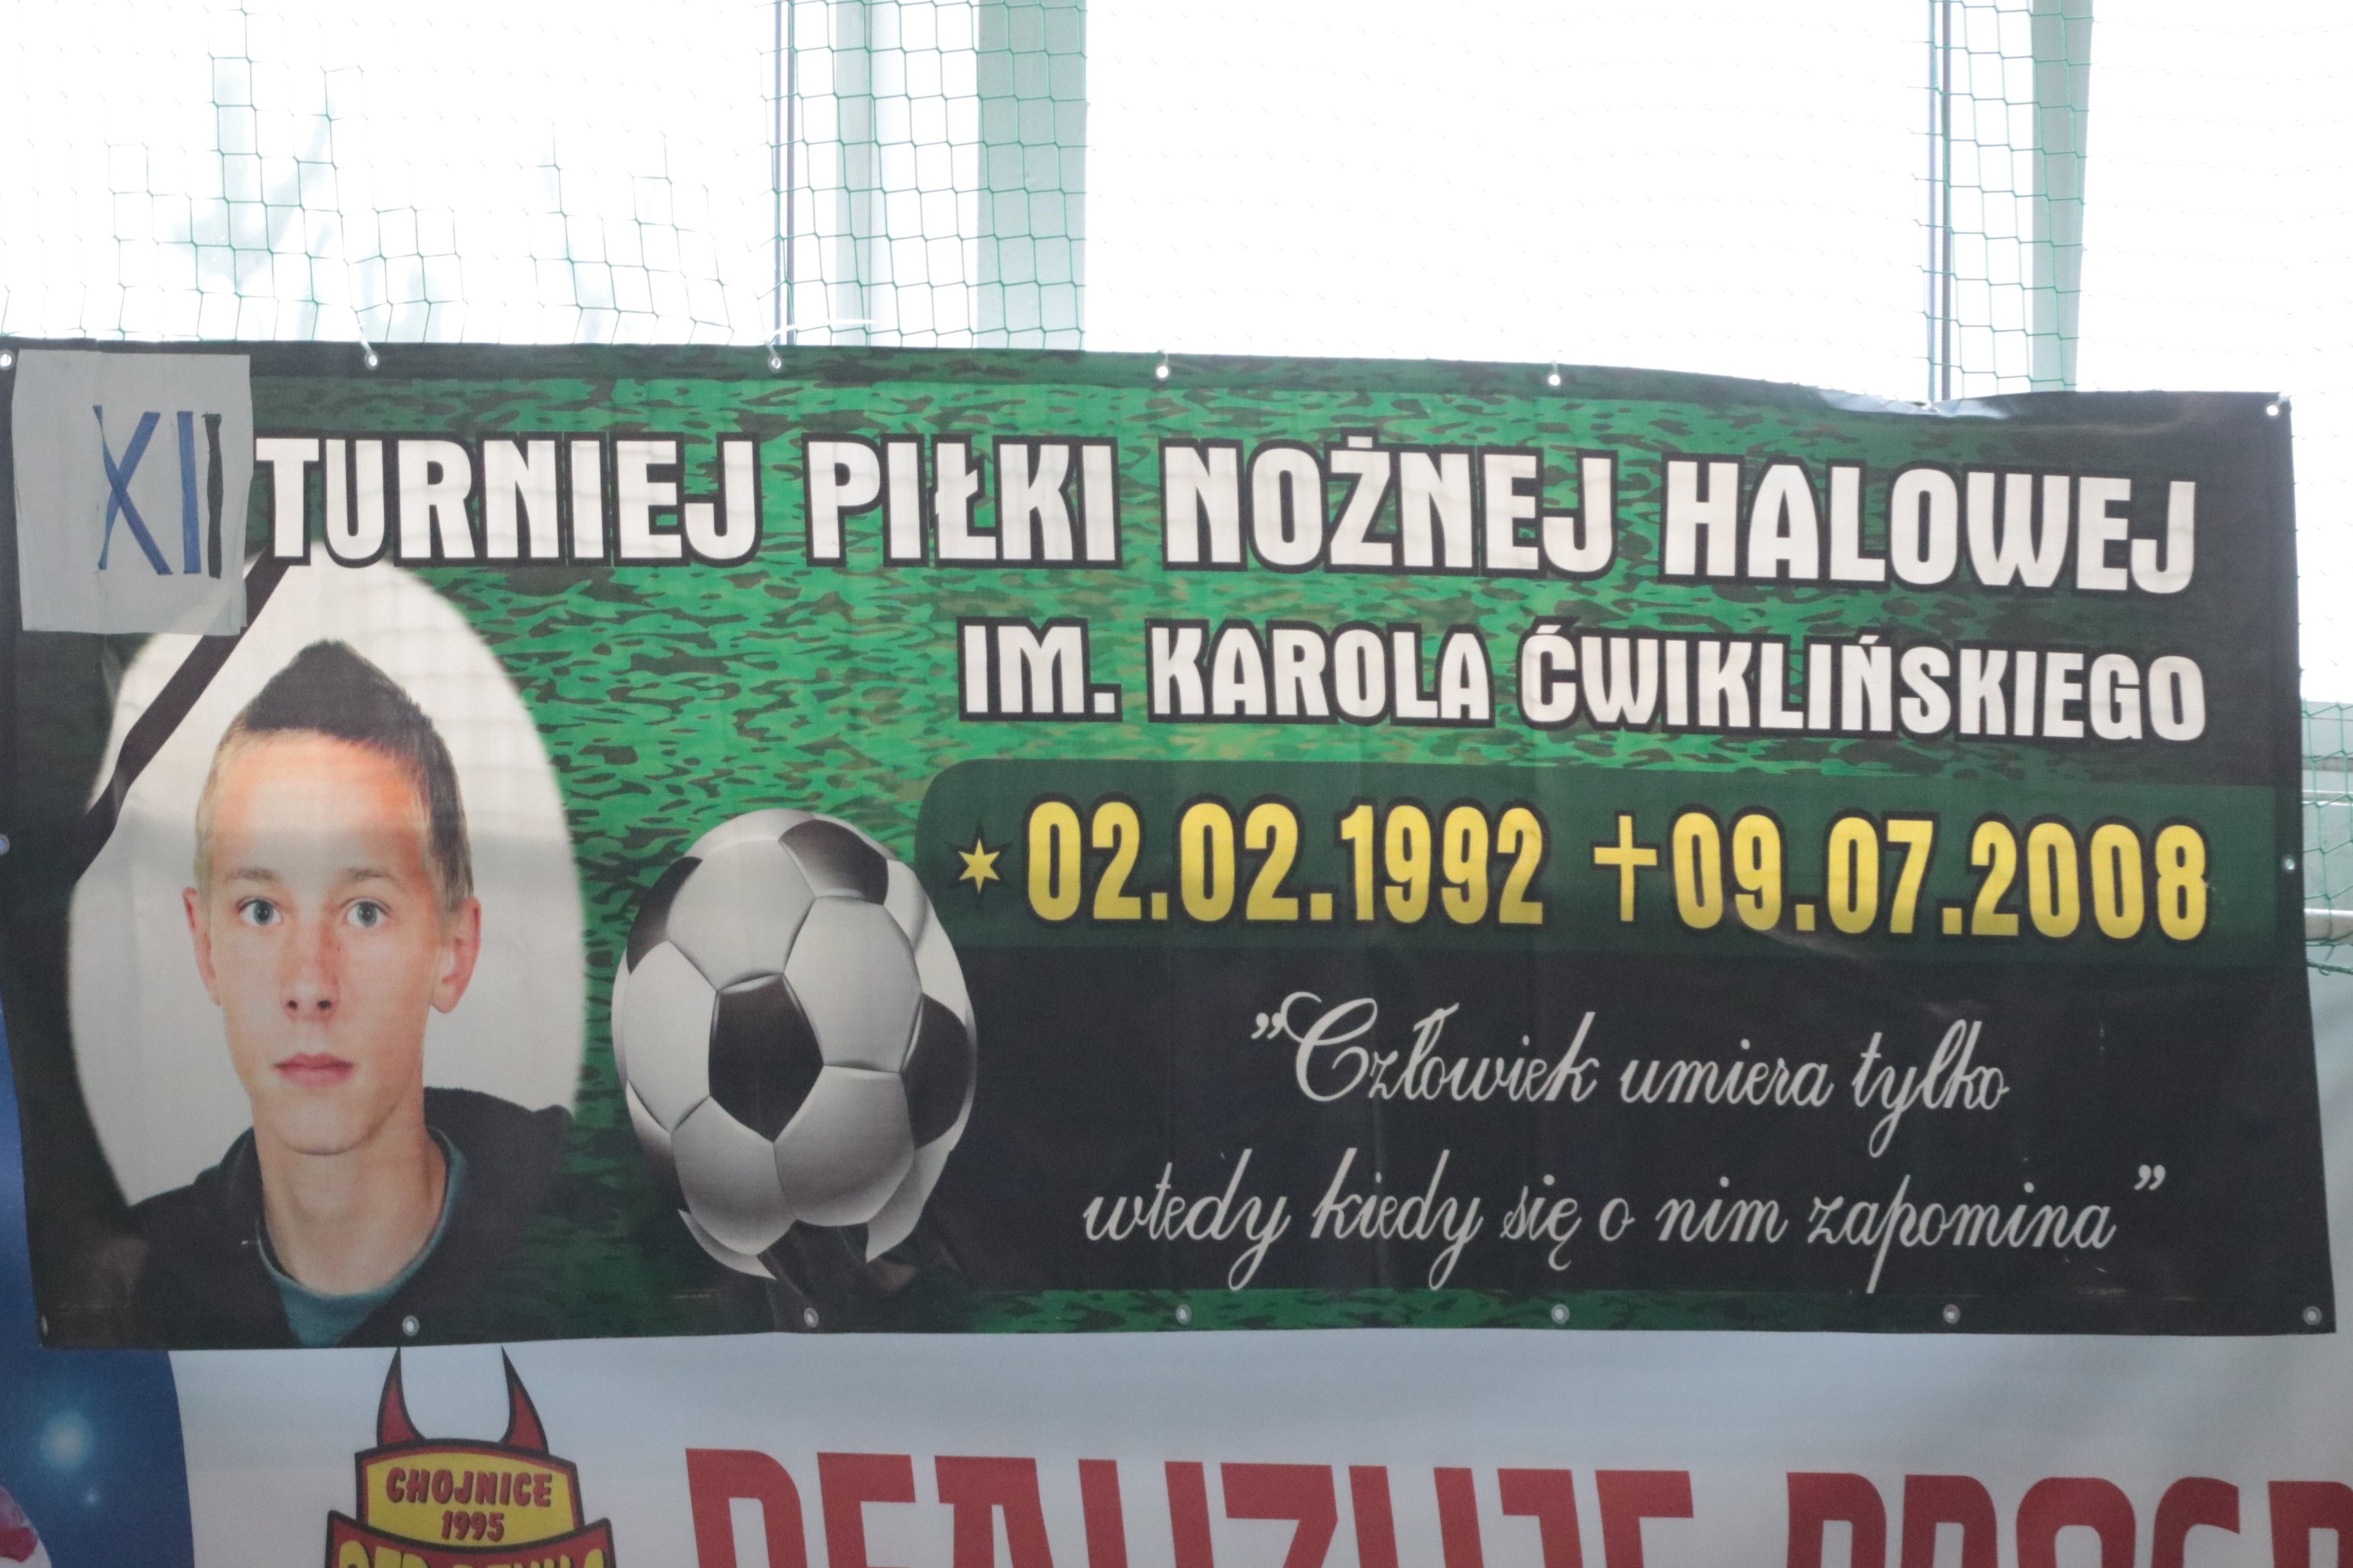 XII TURNIEJ PIŁKI NOŻNEJ HALOWEJ
IM. KAROLA ĆWIKLIŃSKIEGO
* 02.02.1992 ✝09.07.2008
”Człowiek umiera tylko
wtedy kiedy się o nim zapomina”
CHOJNICE
1995
REALIZUJE